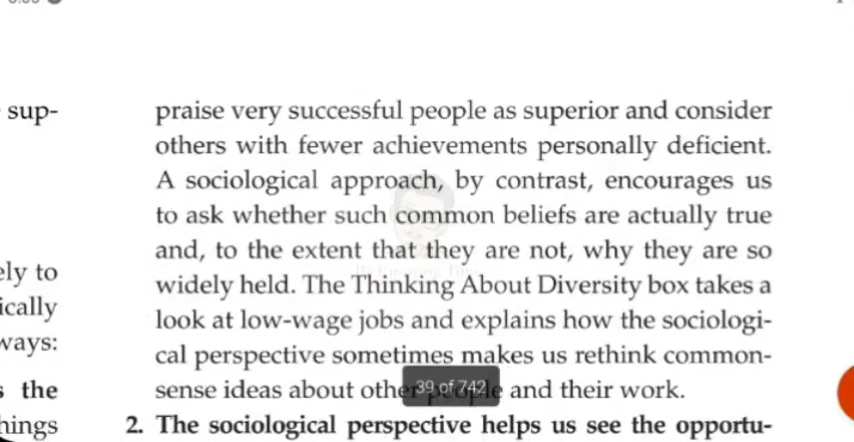 sup-
ely to
ically
ways:
s the
hings
praise very successful people as superior and consider
others with fewer achievements personally deficient.
A sociological approach, by contrast, encourages us
to ask whether such common beliefs are actually true
and, to the extent that they are not, why they are so
widely held. The Thinking About Diversity box takes a
look at low-wage jobs and explains how the sociologi-
cal perspective sometimes makes us rethink common-
sense ideas about other people and their work.
39 of 742
2. The sociological perspective helps us see the opportu-